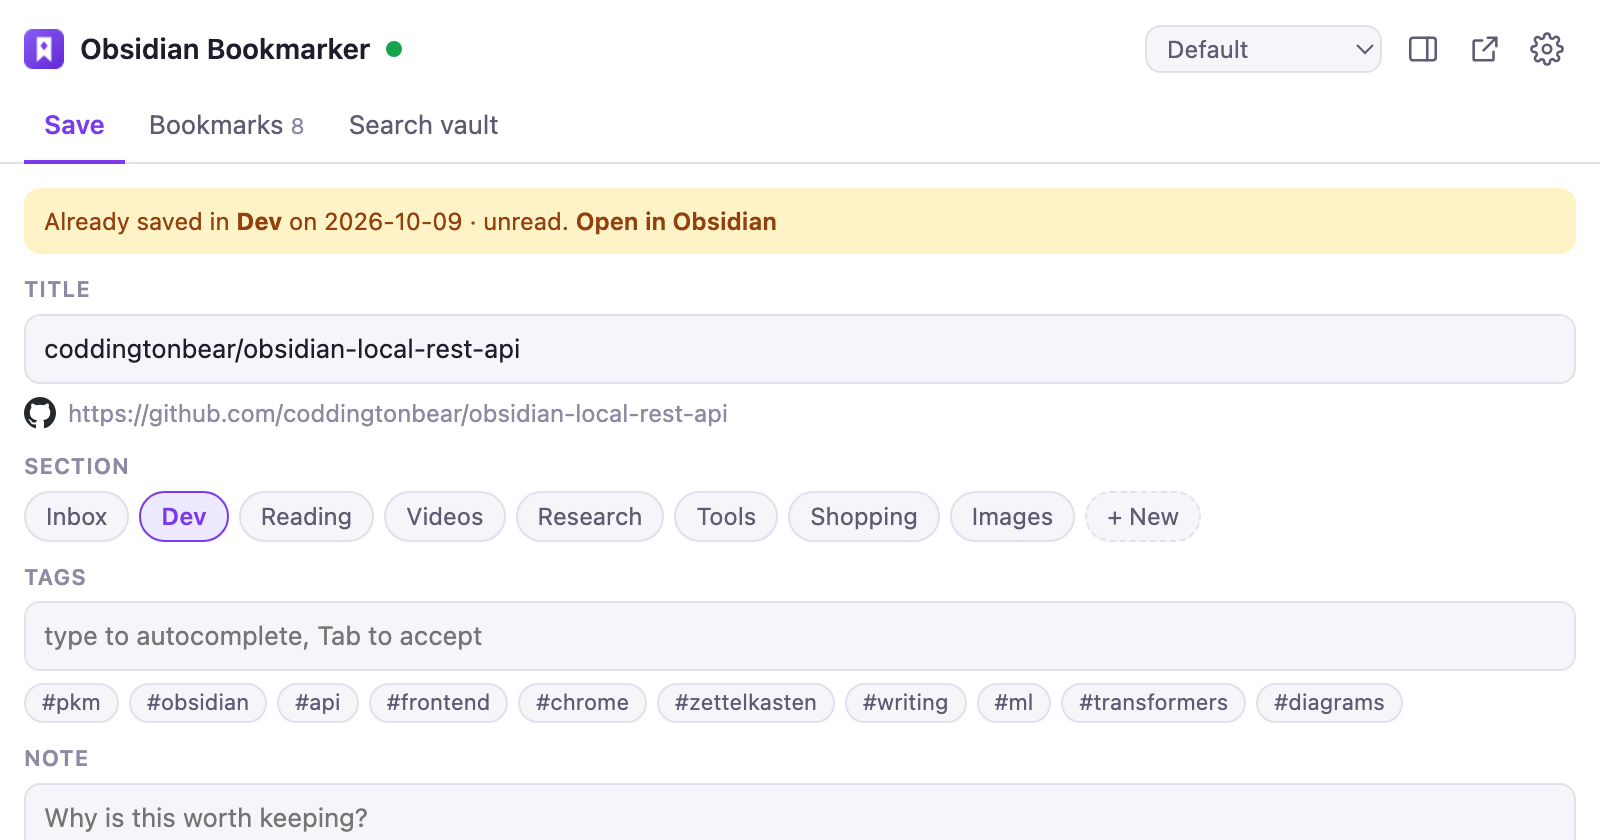 Obsidian Bookmarker
Default
Save Bookmarks 8 Search vault
Already saved in Dev on 2026-10-09 · unread. Open in Obsidian
TITLE
coddingtonbear/obsidian-local-rest-api
https://github.com/coddingtonbear/obsidian-local-rest-api
SECTION
Inbox Dev Reading Videos Research Tools Shopping Images + New
TAGS
type to autocomplete, Tab to accept
#pkm #obsidian #api #frontend #chrome #zettelkasten #writing #ml #transformers #diagrams
NOTE
Why is this worth keeping?